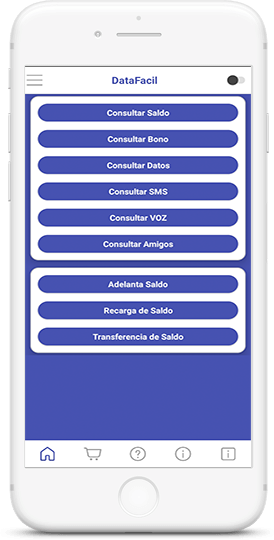 DataFacil
Consultar Saldo
Consultar Bono
Consultar Datos
Consultar SMS
Consultar VOZ
Consultar Amigos
Adelanta Saldo
Recarga de Saldo
Transferencia de Saldo